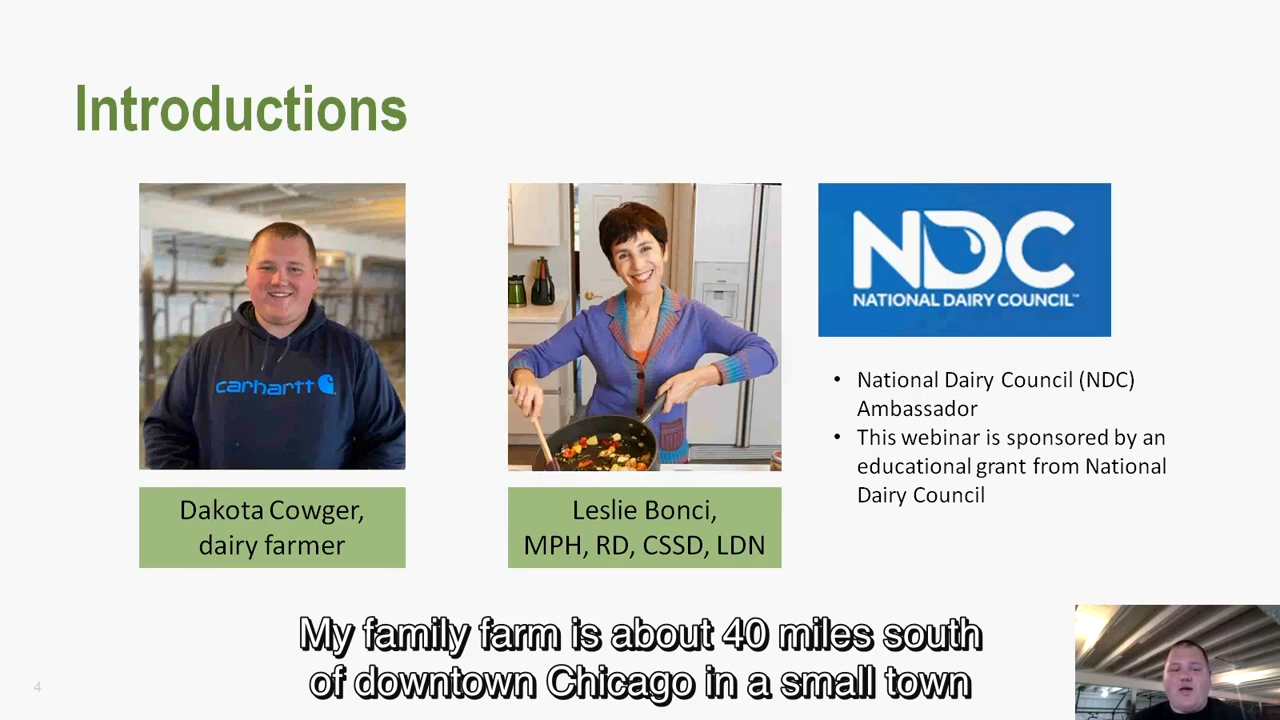 Introductions
carhartt
Dakota Cowger,
dairy farmer
Leslie Bonci,
MPH, RD, CSSD, LDN
NDC
NATIONAL DAIRY COUNCIL™
• National Dairy Council (NDC)
Ambassador
• This webinar is sponsored by an
educational grant from National
Dairy Council
My family farm is about 40 miles south
of downtown Chicago in a small town
4